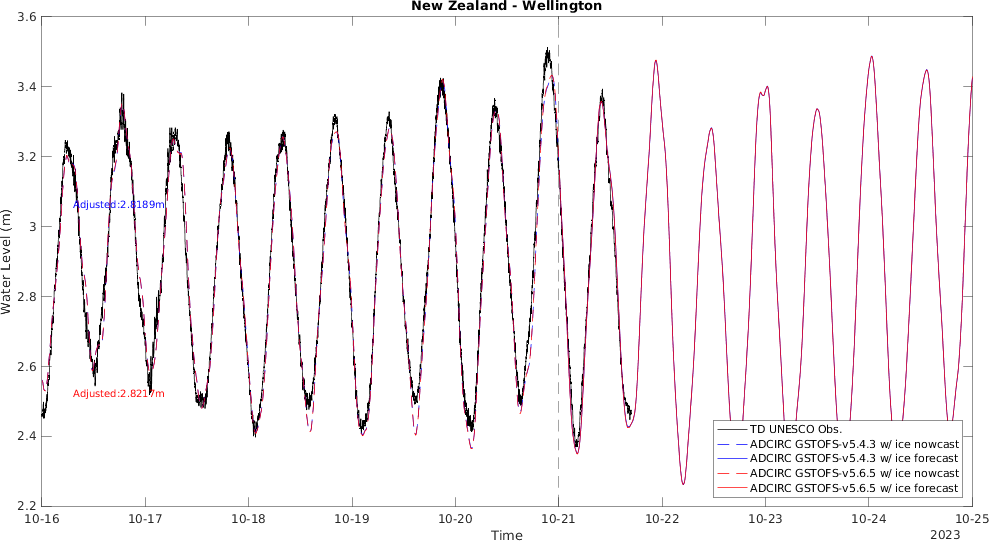 New Zealand - Wellington
3.6
3.4
3.2
3
2.8
2.6
2.4
2.2
Water Level (m)
Adjusted:2.8189m
Adjusted:2.8217m
TD UNESCO Obs.
ADCIRC GSTOFS-v5.4.3 w/ ice nowcast
ADCIRC GSTOFS-v5.4.3 w/ ice forecast
ADCIRC GSTOFS-v5.6.5 w/ ice nowcast
ADCIRC GSTOFS-v5.6.5 w/ ice forecast
10-16 10-17 10-18 10-19 10-20 10-21 10-22 10-23 10-24 10-25
Time
2023